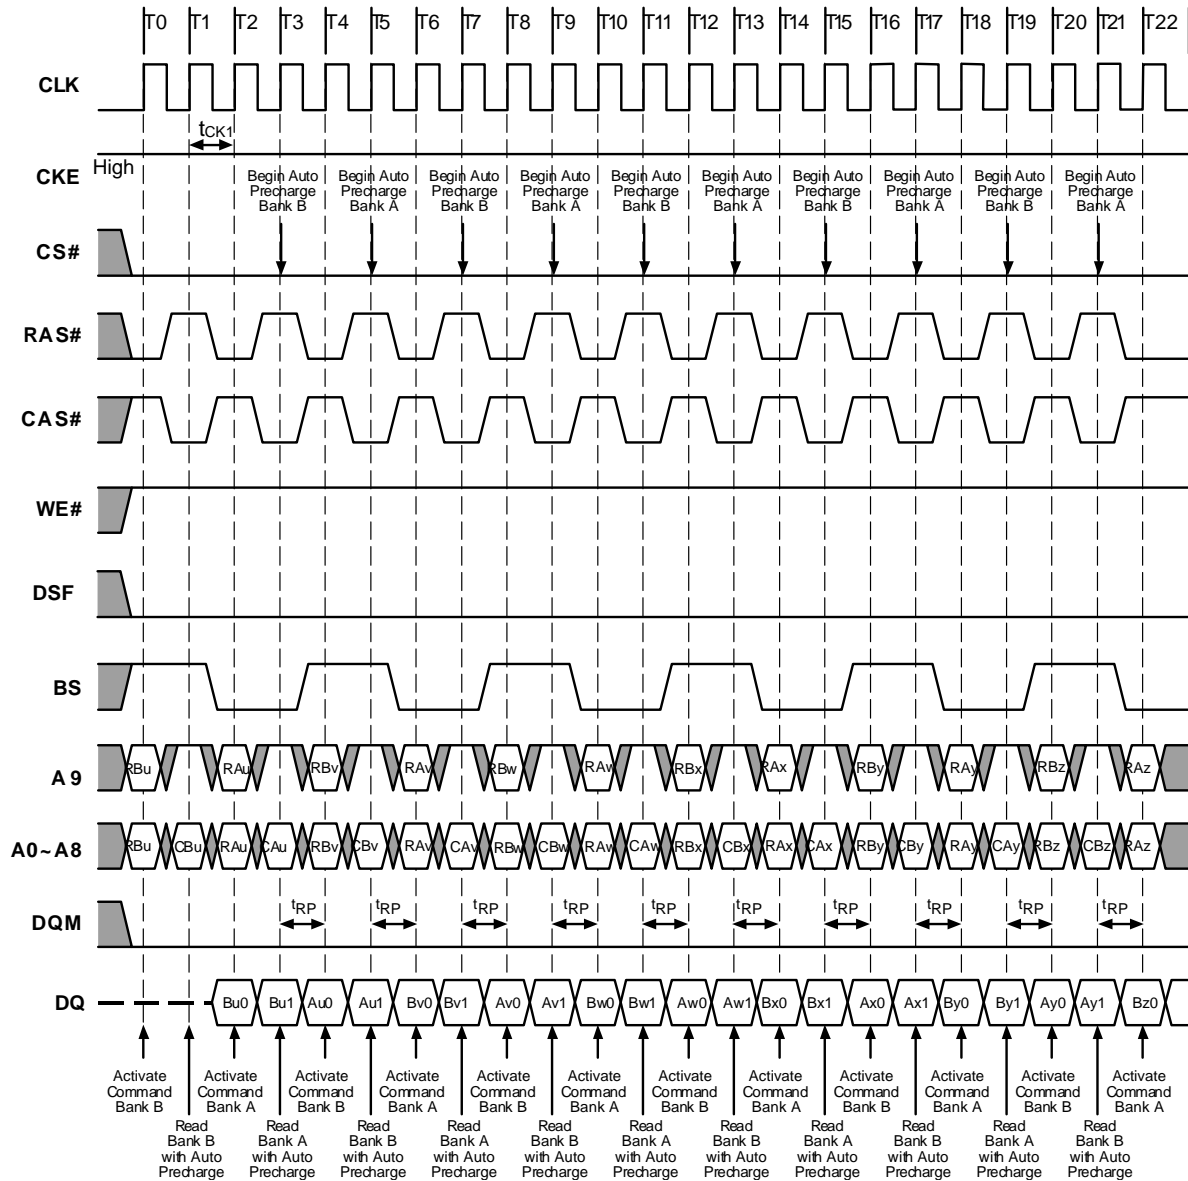 T0 T1 T2 T3 T4 T5 T6 T7 T8 T9 T10 T11 T12 T13 T14 T15 T16 T17 T18 T19 T20 T21 T22
CLK
tCK1
High
CKE
Begin Auto Precharge Bank B
Begin Auto Precharge Bank A
Begin Auto Precharge Bank B
Begin Auto Precharge Bank A
Begin Auto Precharge Bank B
Begin Auto Precharge Bank A
Begin Auto Precharge Bank B
Begin Auto Precharge Bank A
Begin Auto Precharge Bank B
Begin Auto Precharge Bank A
CS#
RAS#
CAS#
WE#
DSF
BS
A9 RBu RAu RBv RAv RBw RAw RBx RAx RBy RAy RBz RAz
A0~A8 RBu CBu RAu CAu RBv CBv RAv CAv RBw CBw RAw CAw RBx CBx RAx CAx RBy CBy RAy CAy RBz CBz RAz
DQM tRP tRP tRP tRP tRP tRP tRP tRP tRP tRP
DQ Bu0 Bu1 Au0 Au1 Bv0 Bv1 Av0 Av1 Bw0 Bw1 Aw0 Aw1 Bx0 Bx1 Ax0 Ax1 By0 By1 Ay0 Ay1 Bz0
Activate Command Bank B
Activate Command Bank A
Activate Command Bank B
Activate Command Bank A
Activate Command Bank B
Activate Command Bank A
Activate Command Bank B
Activate Command Bank A
Activate Command Bank B
Activate Command Bank A
Activate Command Bank B
Activate Command Bank A
Read Bank B with Auto Precharge
Read Bank A with Auto Precharge
Read Bank B with Auto Precharge
Read Bank A with Auto Precharge
Read Bank B with Auto Precharge
Read Bank A with Auto Precharge
Read Bank B with Auto Precharge
Read Bank A with Auto Precharge
Read Bank B with Auto Precharge
Read Bank A with Auto Precharge
Read Bank B with Auto Precharge